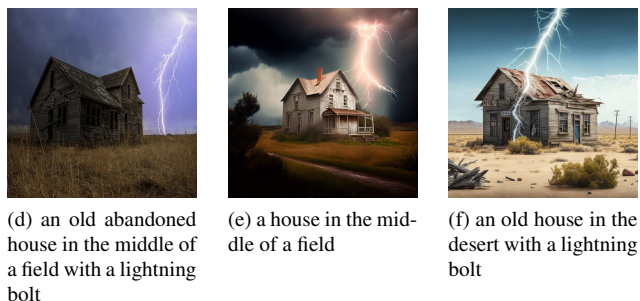 (d) an old abandoned
house in the middle of
a field with a lightning
bolt
(e) a house in the mid-
dle of a field
(f) an old house in the
desert with a lightning
bolt